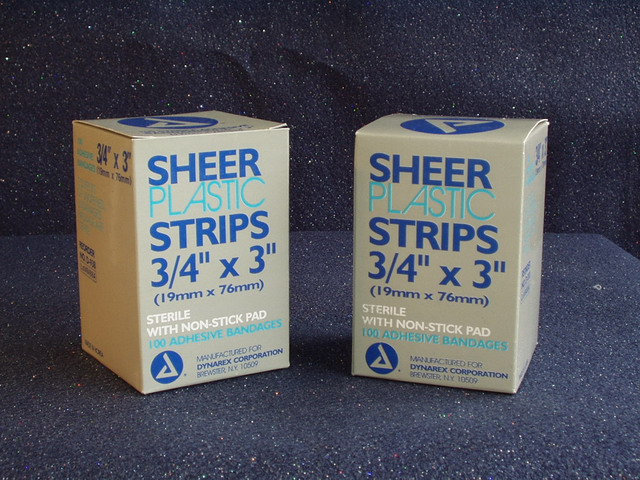 3/4" x 3"
(19mm x 76mm)
SHEER
PLASTIC
STRIPS
3/4" x 3"
(19mm x 76mm)
STERILE
WITH NON-STICK PAD
100 ADHESIVE BANDAGES
MANUFACTURED FOR
DYNAREX CORPORATION
BREWSTER, N.Y. 10509
SHEER
PLASTIC
STRIPS
3/4" x 3"
(19mm x 76mm)
STERILE
WITH NON-STICK PAD
100 ADHESIVE BANDAGES
MANUFACTURED FOR
DYNAREX CORPORATION
BREWSTER, N.Y. 10509